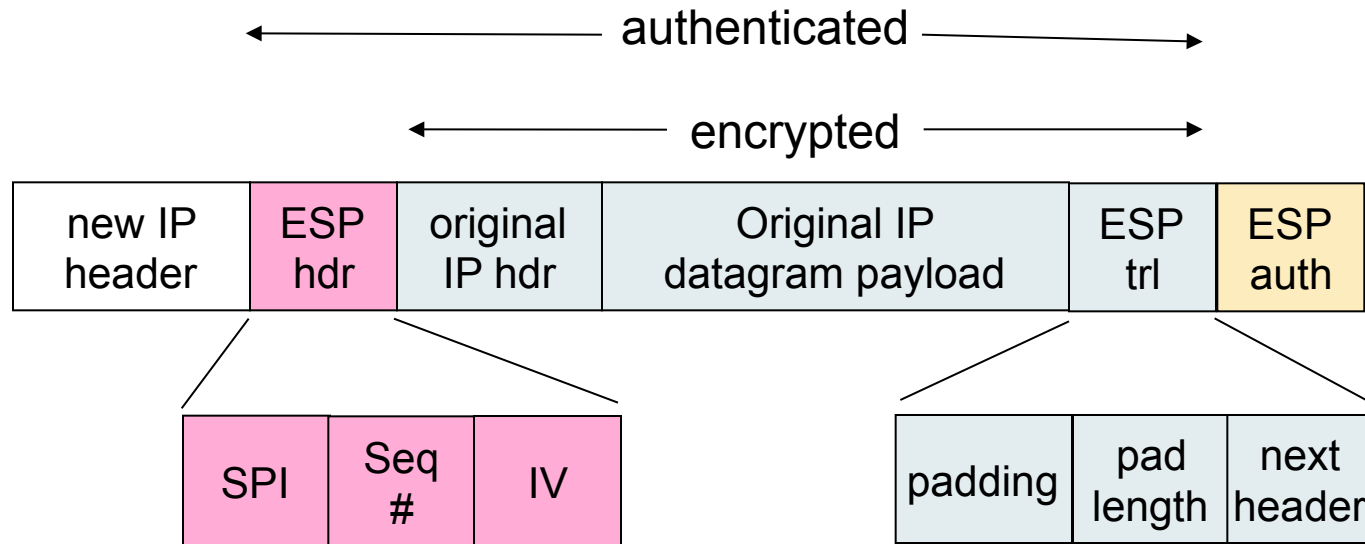 authenticated
encrypted
new IP
header
ESP
hdr
original
IP hdr
Original IP
datagram payload
ESP
trl
ESP
auth
SPI
Seq
#
IV
padding
pad
length
next
header